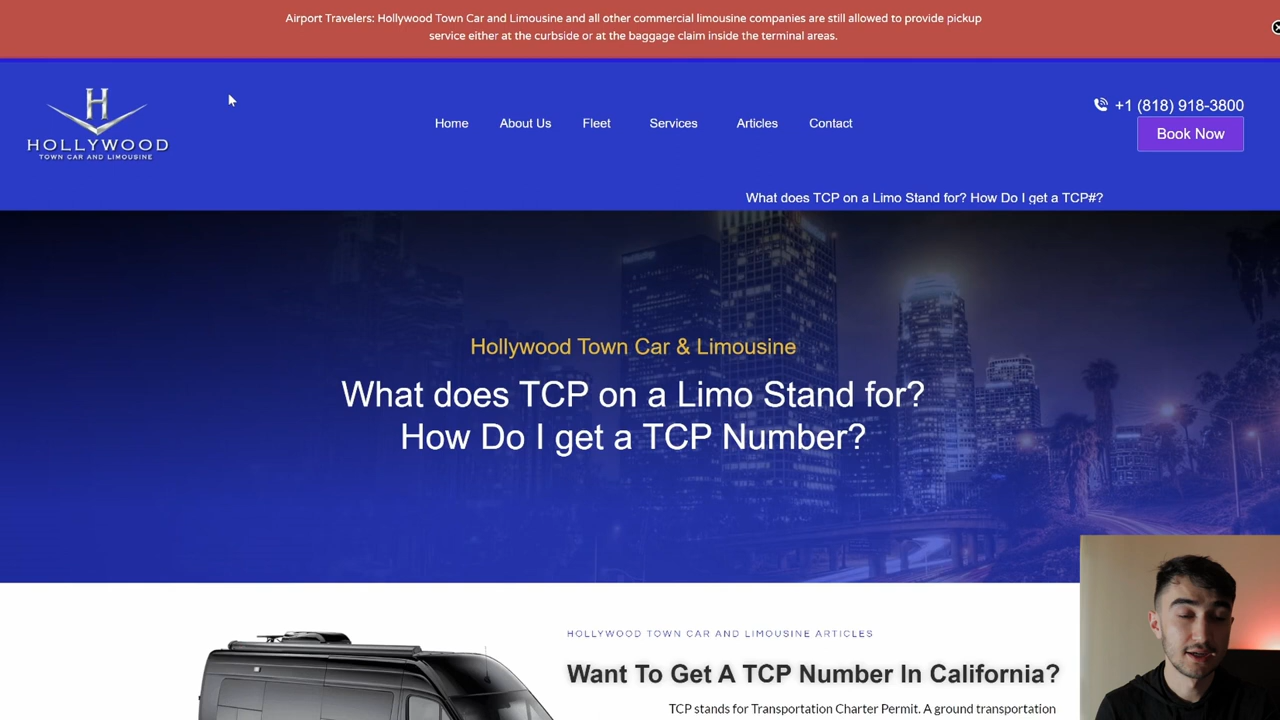 Airport Travelers: Hollywood Town Car and Limousine and all other commercial limousine companies are still allowed to provide pickup
service either at the curbside or at the baggage claim inside the terminal areas.
H
HOLLYWOOD
TOWN CAR AND LIMOUSINE
Home About Us Fleet Services Articles Contact
+1 (818) 918-3800
Book Now
What does TCP on a Limo Stand for? How Do I get a TCP#?
Hollywood Town Car & Limousine
What does TCP on a Limo Stand for?
How Do I get a TCP Number?
HOLLYWOOD TOWN CAR AND LIMOUSINE ARTICLES
Want To Get A TCP Number In California?
TCP stands for Transportation Charter Permit. A ground transportation